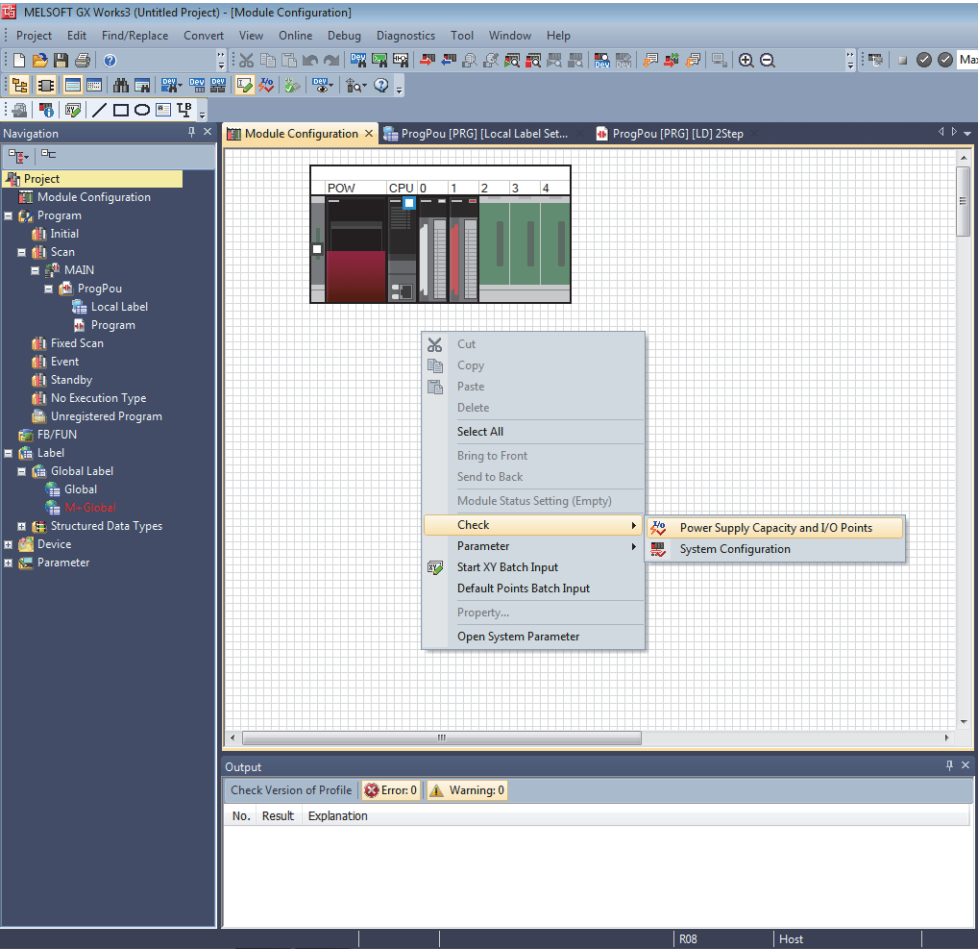 MELSOFT GX Works3 (Untitled Project) - [Module Configuration]
Project Edit Find/Replace Convert View Online Debug Diagnostics Tool Window Help
Max
Navigation
Module Configuration
ProgPou [PRG] [Local Label Set...
ProgPou [PRG] [LD] 2Step
Project
Module Configuration
Program
Initial
Scan
MAIN
ProgPou
Local Label
Program
Fixed Scan
Event
Standby
No Execution Type
Unregistered Program
FB/FUN
Label
Global Label
Global
M+Global
Structured Data Types
Device
Parameter
POW CPU 0 1 2 3 4
Cut
Copy
Paste
Delete
Select All
Bring to Front
Send to Back
Module Status Setting (Empty)
Check
Parameter
Start XY Batch Input
Default Points Batch Input
Property...
Open System Parameter
Power Supply Capacity and I/O Points
System Configuration
Output
Check Version of Profile Error: 0 Warning: 0
No. Result Explanation
R08 Host